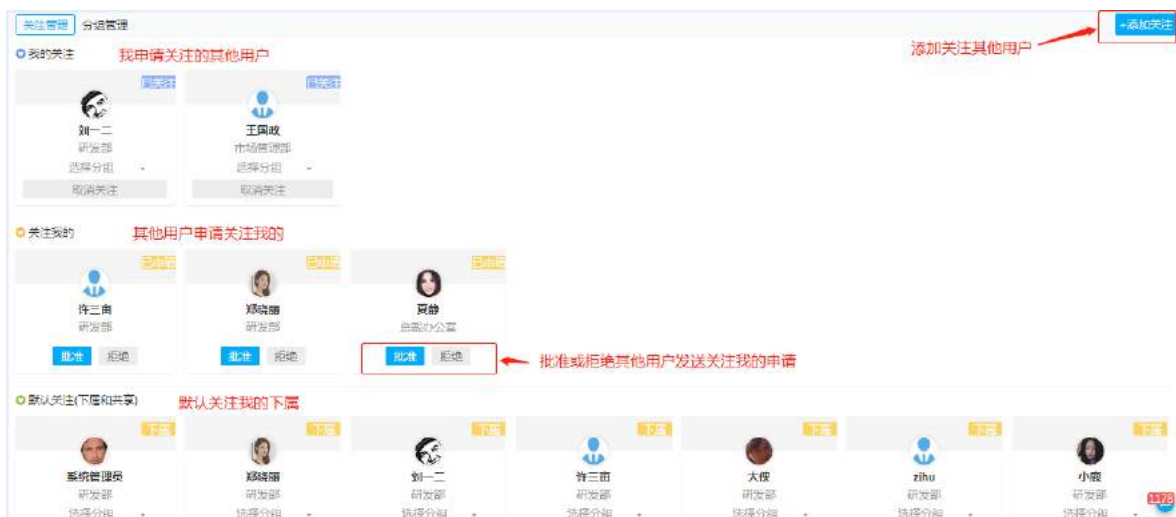 关注管理 分组管理 +添加关注
添加关注其他用户
我的关注 我申请关注的其他用户
已关注 已关注
刘一二 王国政
研发部 市场管理部
选择分组 选择分组
取消关注 取消关注
关注我的 其他用户申请关注我的
已申请 已申请 已申请
许三亩 郑晓丽 夏静
研发部 研发部 总裁办公室
批准 拒绝 批准 拒绝 批准 拒绝
批准或拒绝其他用户发送关注我的申请
默认关注(下属和共享) 默认关注我的下属
下属 下属 下属 下属 下属 下属 下属
系统管理员 郑晓丽 刘一二 许三亩 大侠 zihu 小鹿
研发部 研发部 研发部 研发部 研发部 研发部 研发部
选择分组 选择分组 选择分组 选择分组 选择分组 选择分组 选择分组
1178